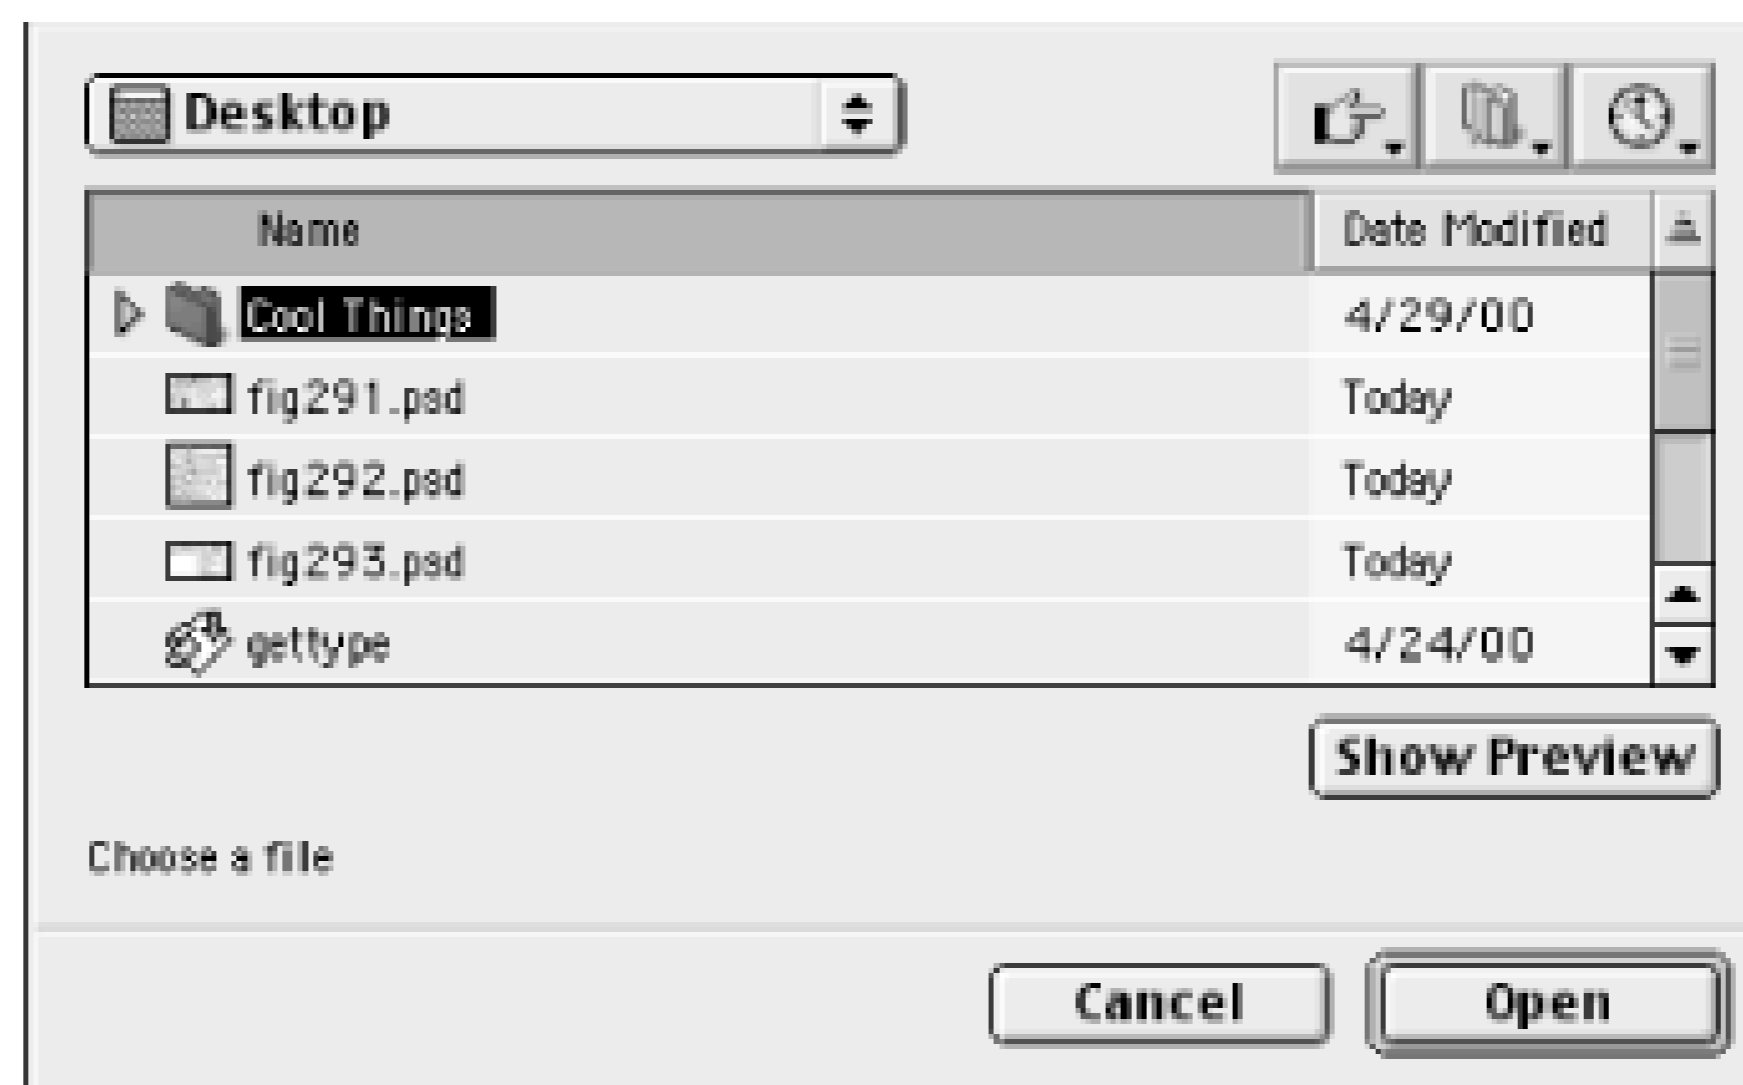 Desktop
Name Date Modified
Cool Things 4/29/00
fig291.psd Today
fig292.psd Today
fig293.psd Today
gettype 4/24/00
Show Preview
Choose a file
Cancel Open